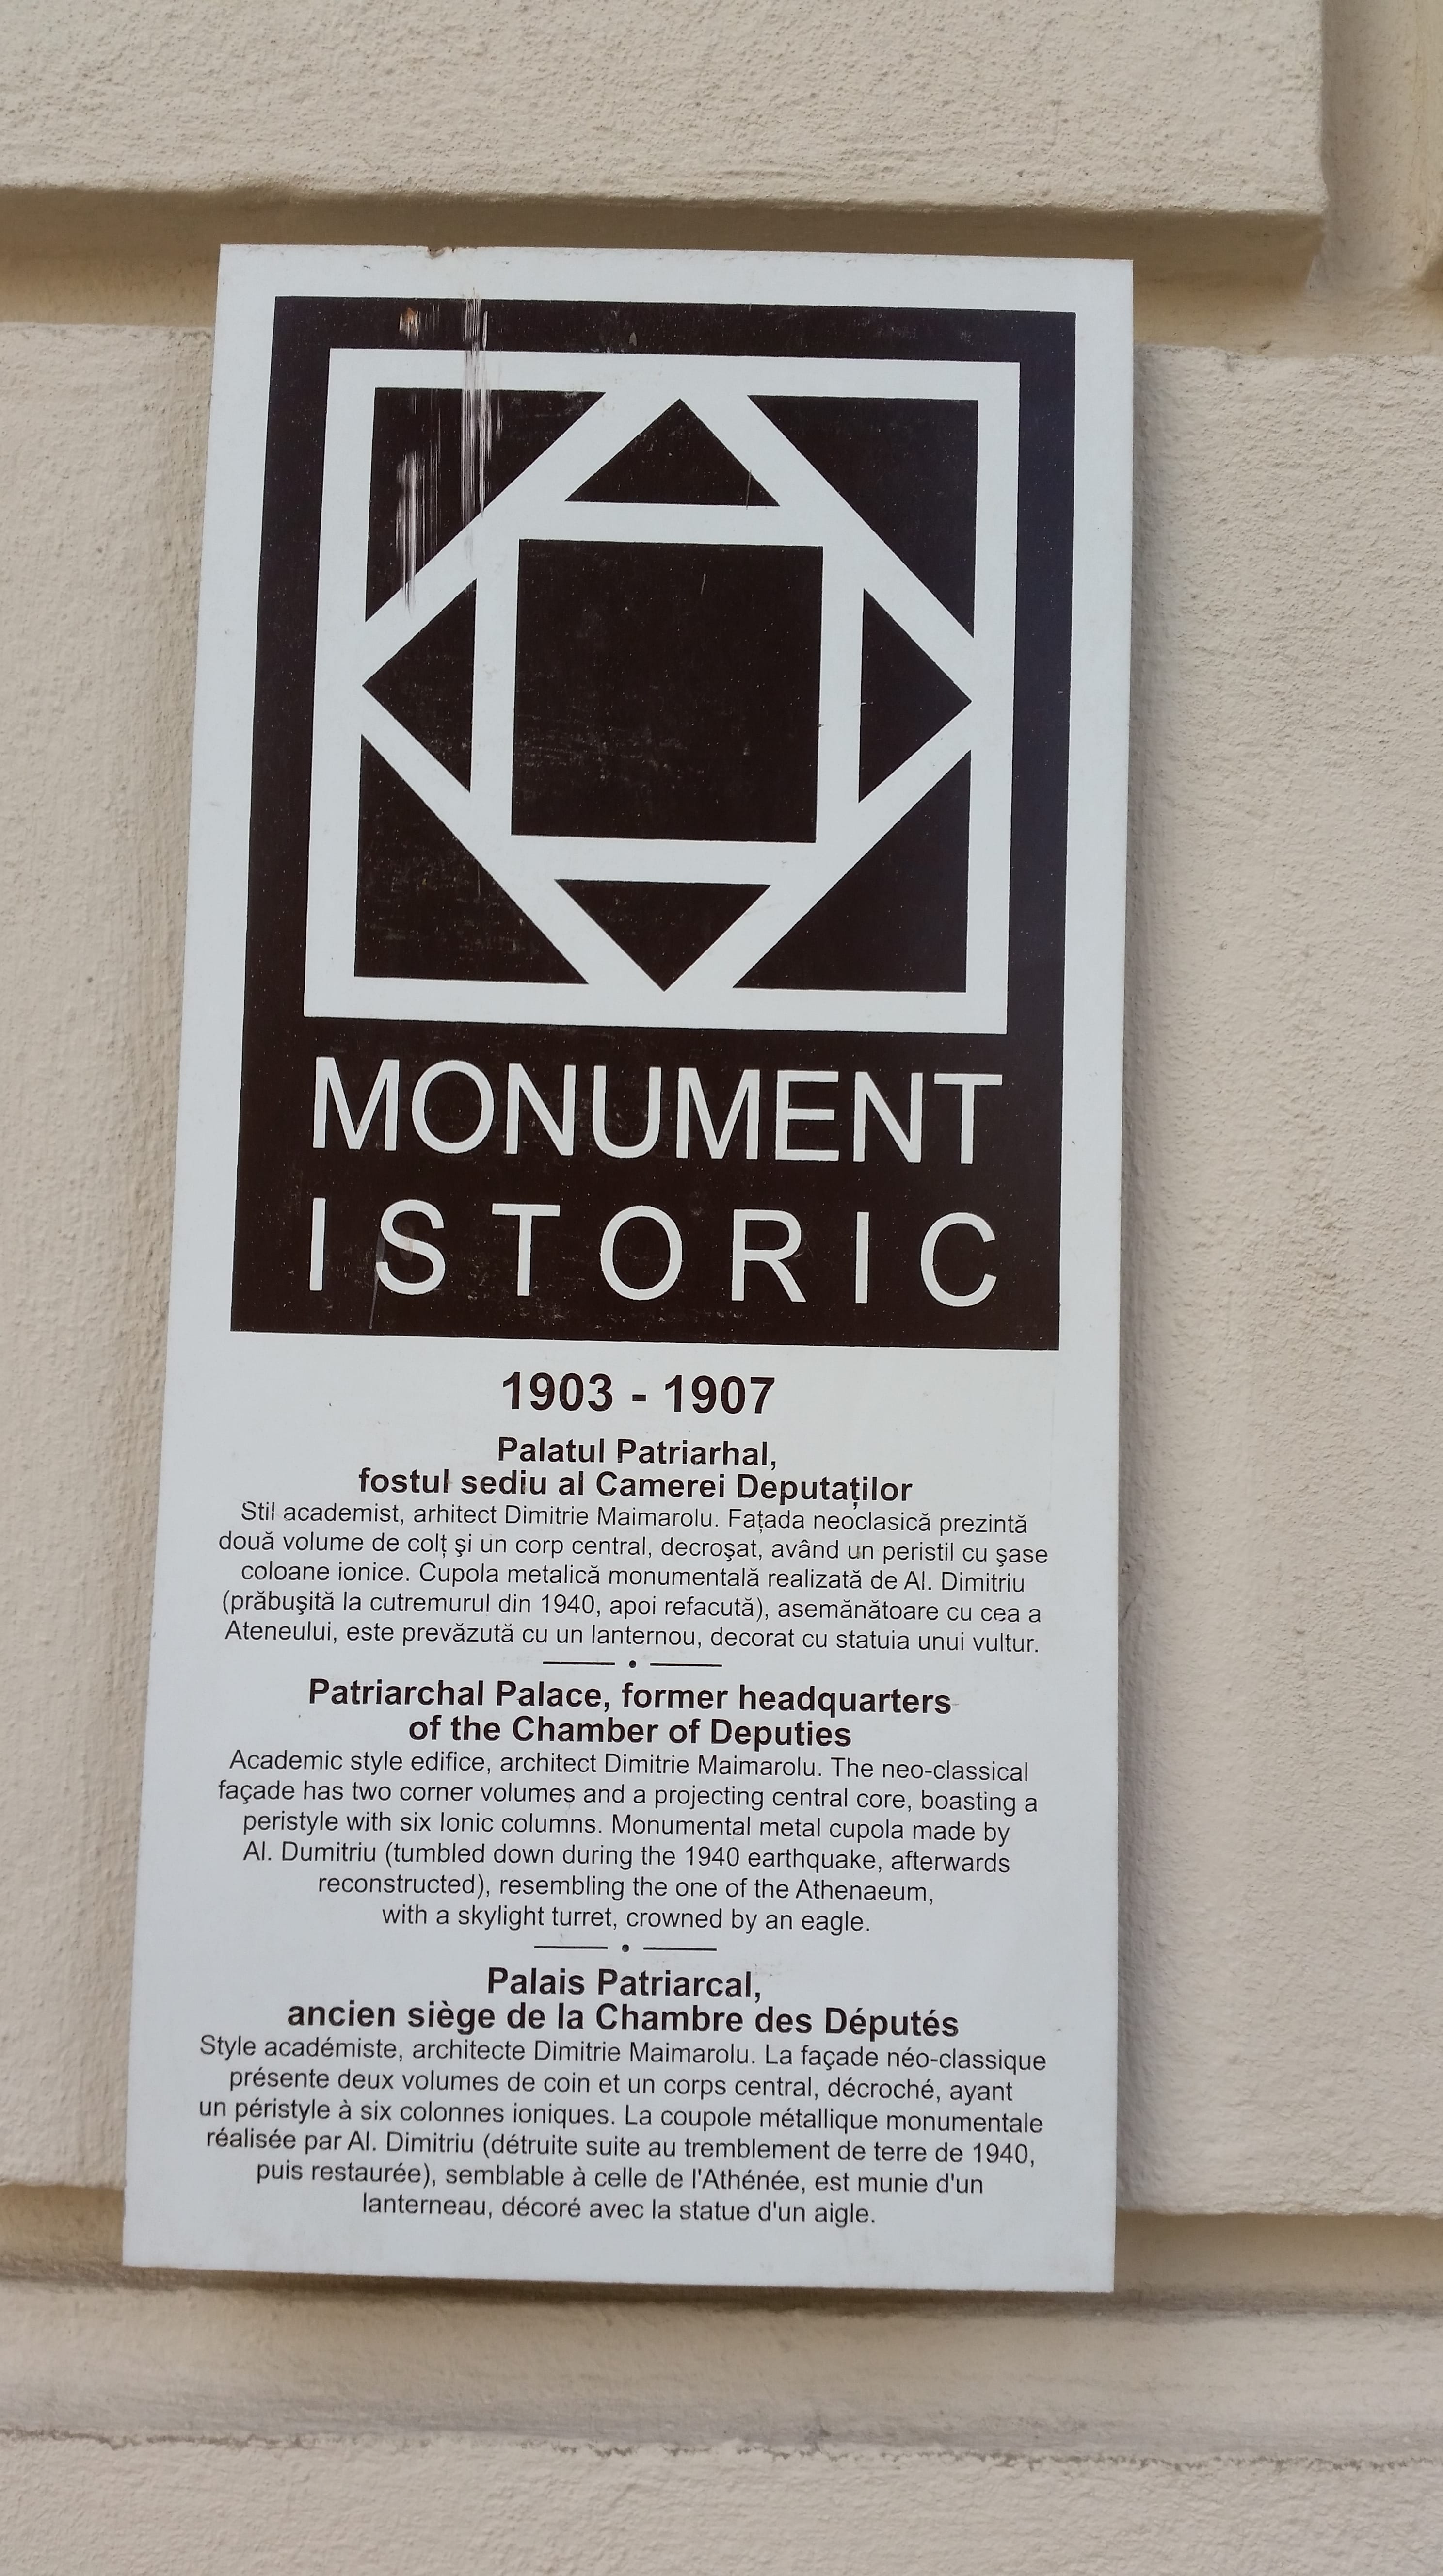 MONUMENT
ISTORIC
1903 - 1907
Palatul Patriarhal,
fostul sediu al Camerei Deputaților
Stil academist, arhitect Dimitrie Maimarolu. Fațada neoclasică prezintă
două volume de colț şi un corp central, decroşat, având un peristil cu şase
coloane ionice. Cupola metalică monumentală realizată de Al. Dimitriu
(prăbuşită la cutremurul din 1940, apoi refacută), asemănătoare cu cea a
Ateneului, este prevăzută cu un lanternou, decorat cu statuia unui vultur.
Patriarchal Palace, former headquarters
of the Chamber of Deputies
Academic style edifice, architect Dimitrie Maimarolu. The neo-classical
façade has two corner volumes and a projecting central core, boasting a
peristyle with six Ionic columns. Monumental metal cupola made by
Al. Dumitriu (tumbled down during the 1940 earthquake, afterwards
reconstructed), resembling the one of the Athenaeum,
with a skylight turret, crowned by an eagle.
Palais Patriarcal,
ancien siège de la Chambre des Députés
Style académiste, architecte Dimitrie Maimarolu. La façade néo-classique
présente deux volumes de coin et un corps central, décroché, ayant
un péristyle à six colonnes ioniques. La coupole métallique monumentale
réalisée par Al. Dimitriu (détruite suite au tremblement de terre de 1940,
puis restaurée), semblable à celle de l'Athénée, est munie d'un
lanterneau, décoré avec la statue d'un aigle.